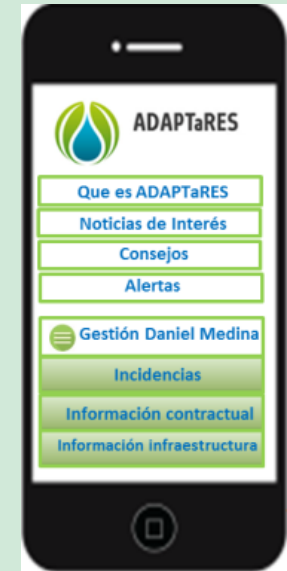 ADAPTaRES
Que es ADAPTaRES
Noticias de Interés
Consejos
Alertas
Gestión Daniel Medina
Incidencias
Información contractual
Información infraestructura